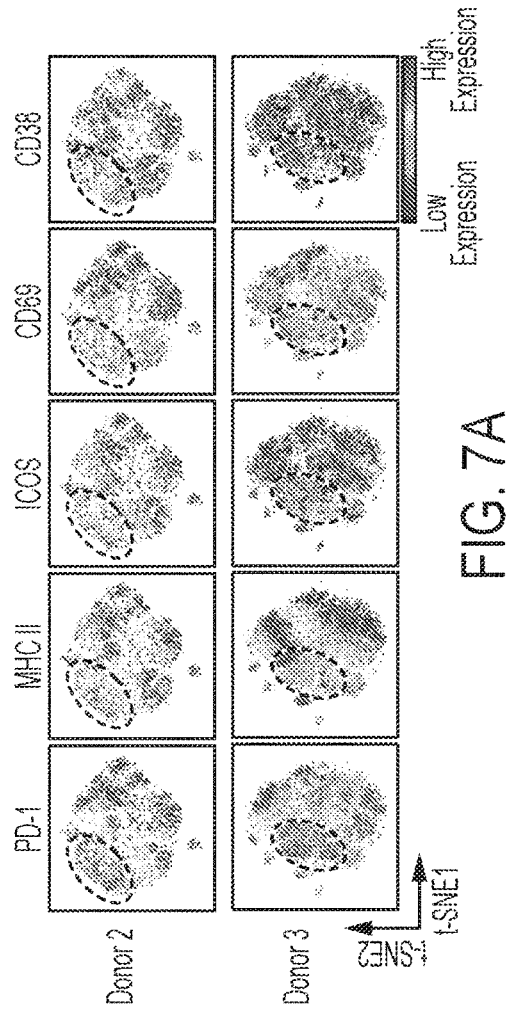 PD-1
MHC II
ICOS
CD69
CD38
Donor 2
Donor 3
t-SNE2
t-SNE1
Low
Expression
High
Expression
FIG. 7A